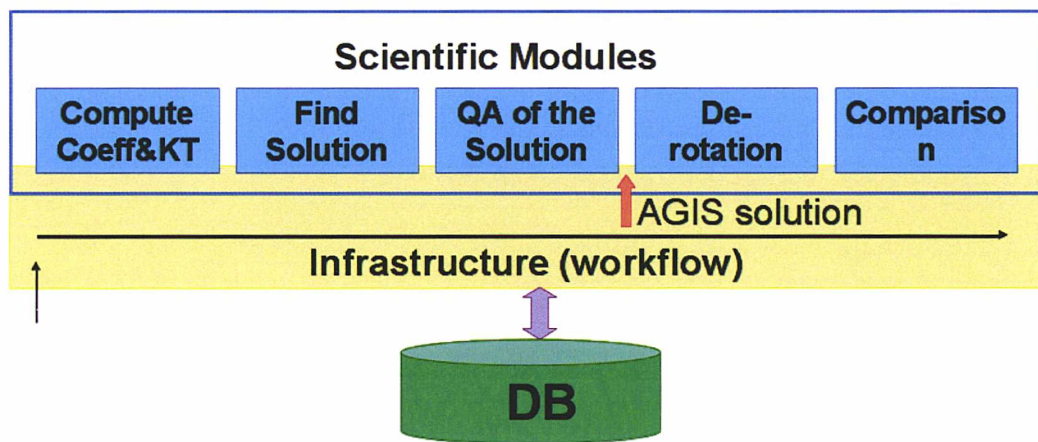 Scientific Modules
Compute
Coeff&KT
Find
Solution
QA of the
Solution
De-
rotation
Compariso
n
AGIS solution
Infrastructure (workflow)
DB